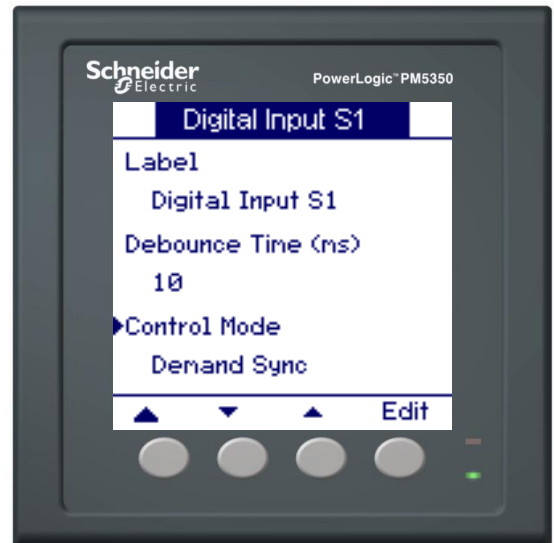 Schneider
Electric
PowerLogic™ PM5350
Digital Input S1
Label
Digital Input S1
Debounce Time (ms)
10
Control Mode
Demand Sync
Edit